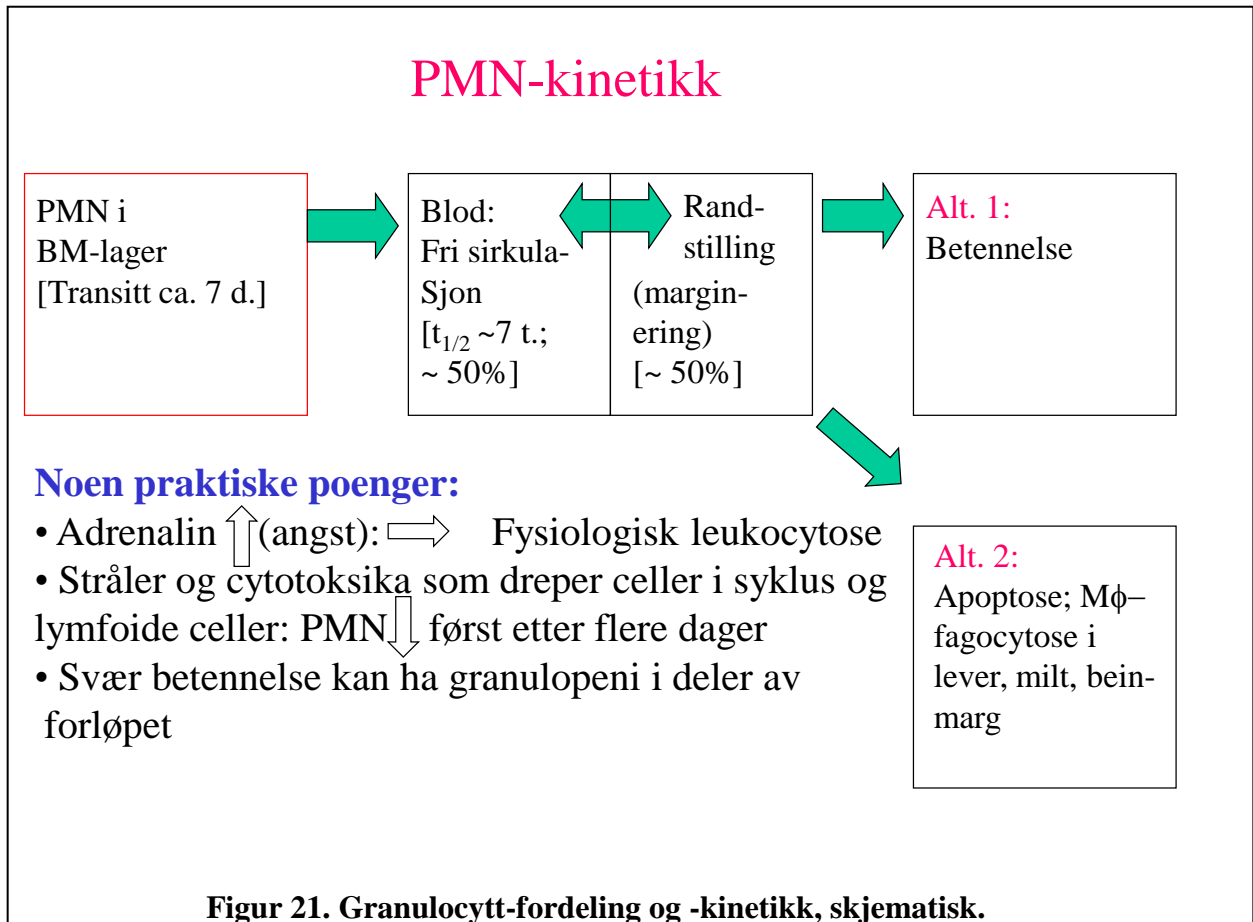 PMN-kinetikk
PMN i
BM-lager
[Transitt ca. 7 d.]
Blod:
Fri sirkula-
Sjon
[t1/2 ~7 t.;
~ 50%]
Rand-
stilling
(margin-
ering)
[~ 50%]
Alt. 1:
Betennelse
Noen praktiske poenger:
• Adrenalin (angst): Fysiologisk leukocytose
• Stråler og cytotoksika som dreper celler i syklus og
lymfoide celler: PMN først etter flere dager
• Svær betennelse kan ha granulopeni i deler av
forløpet
Alt. 2:
Apoptose; Mϕ–
fagocytose i
lever, milt, bein-
marg
Figur 21. Granulocytt-fordeling og -kinetikk, skjematisk.